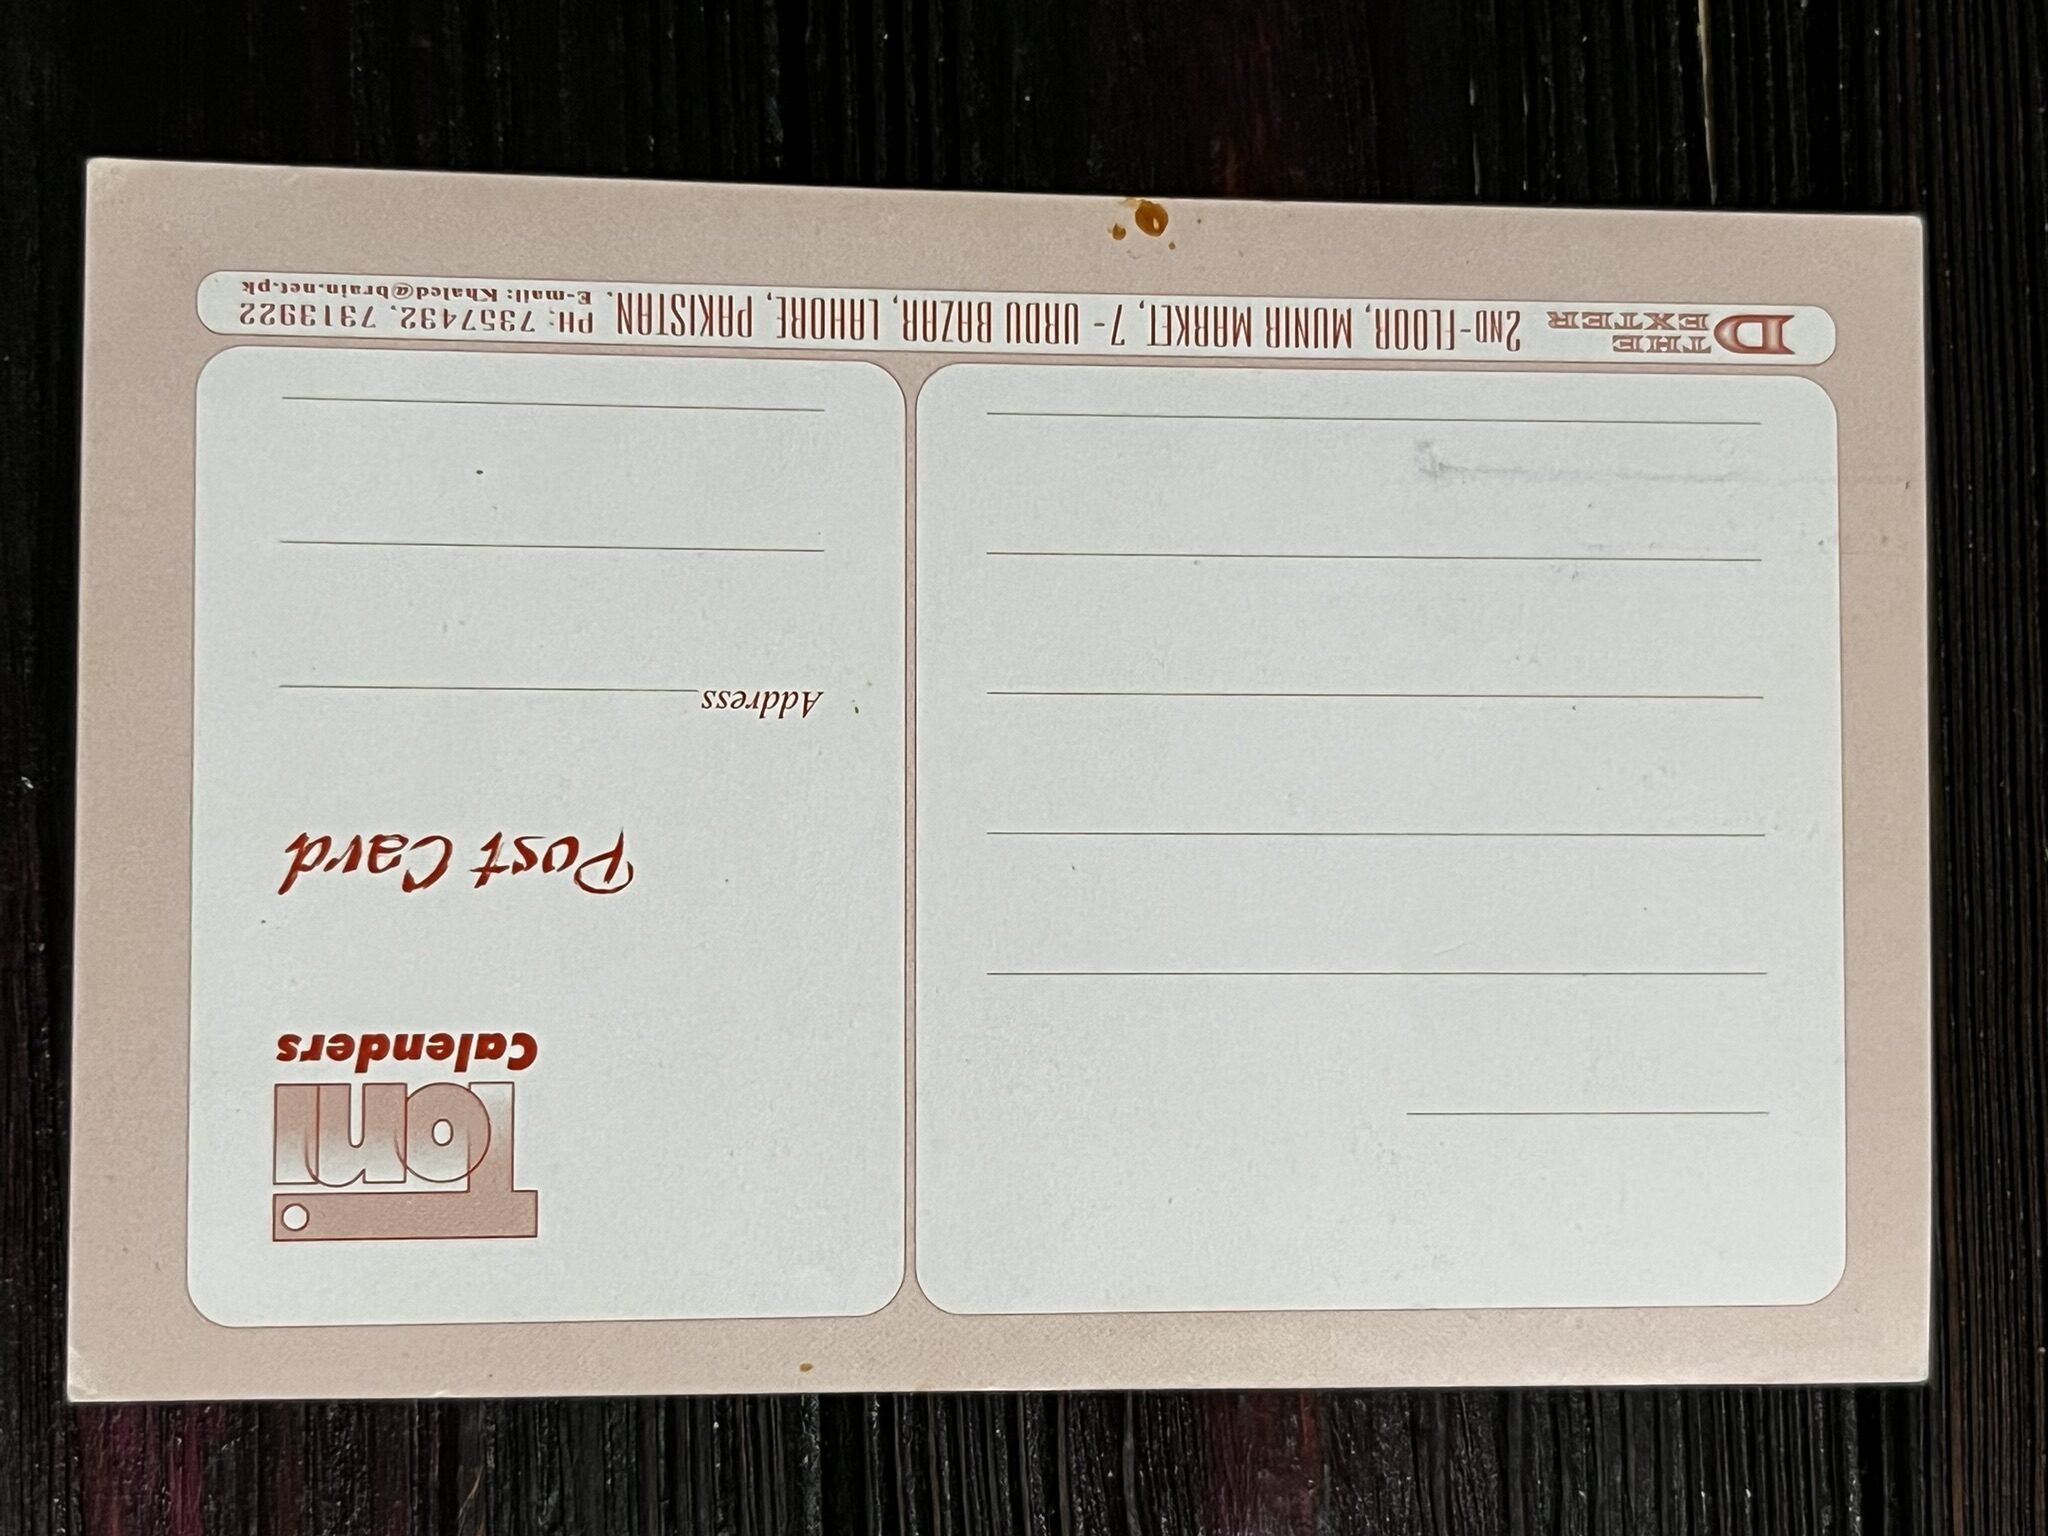 Toni
Calenders
Post Card
Address
THE DEXTER
2ND-FLOOR, MUNIR MARKET, 7- URDU BAZAR, LAHORE, PAKISTAN. PH: 7357432, 7313922
E-mail: Khaled@brain.net.pk